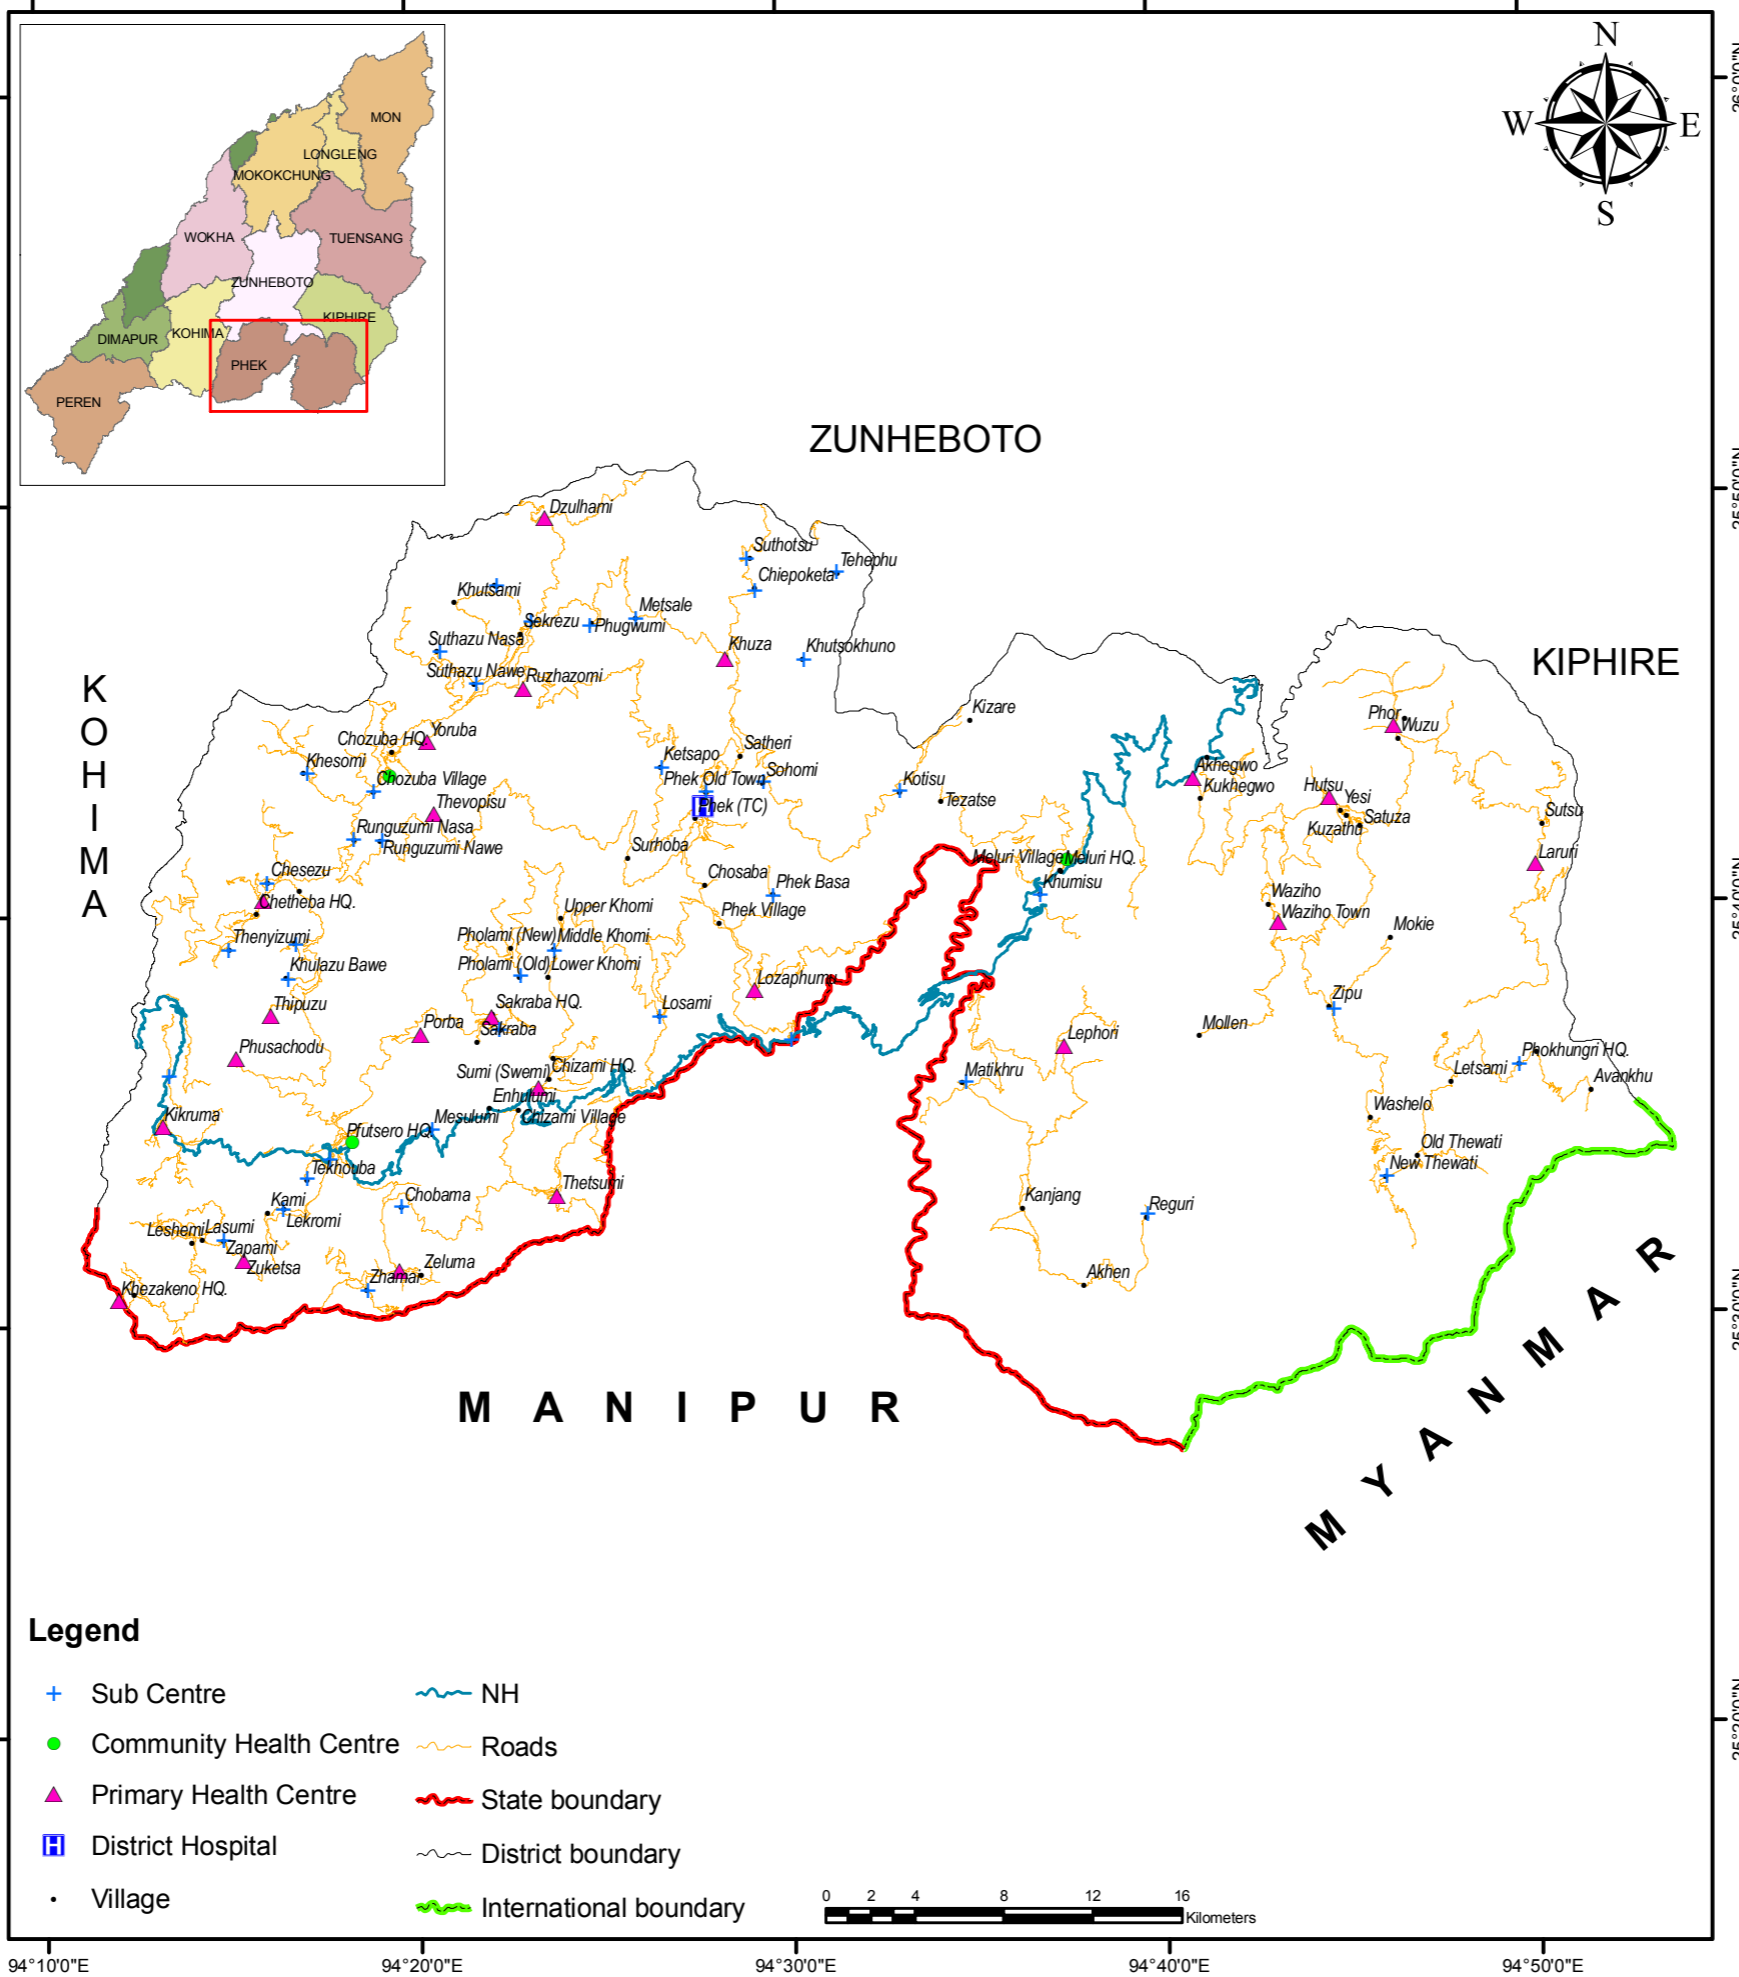 MON
LONGLENG
MOKOKCHUNG
WOKHA
TUENSANG
ZUNHEBOTO
KIPHIRE
DIMAPUR
KOHIMA
PHEK
PEREN
N
W
E
S
ZUNHEBOTO
KIPHIRE
KOHIMA
MANIPUR
MYANMAR
Dzulhami
Suthotsu
Tehephu
Chiepoketa
Khutsami
Metsale
Sekrezu
Phugwumi
Suthazu Nasa
Khuza
Khutsokhuno
Suthazu Nawe
Ruzhazomi
Kizare
Phor
Wuzu
Yoruba
Chozuba HQ.
Satheri
Ketsapo
Khesomi
Chozuba Village
Phek Old Town
Sohomi
Kotisu
Akhegwo
Kukhegwo
Hutsu
Yesi
Thevopisu
Phek (TC)
Tezatse
Kuzathu
Satuza
Sutsu
Runguzumi Nasa
Runguzumi Nawe
Surhoba
Meluri Village
Meluri HQ.
Laruri
Chesezu
Chosaba
Phek Basa
Khumisu
Waziho
Chetheba HQ.
Upper Khomi
Phek Village
Waziho Town
Mokie
Thenyizumi
Pholami (New)
Middle Khomi
Khulazu Bawe
Pholami (Old)
Lower Khomi
Lozaphumu
Thipuzu
Sakraba HQ.
Losami
Zipu
Porba
Sakraba
Mollen
Lephori
Phusachodu
Phokhungri HQ.
Sumi (Swemi)
Chizami HQ.
Matikhru
Letsami
Avankhu
Enhulumi
Kikruma
Mesulumi
Chizami Village
Washelo
Pfutsero HQ.
Old Thewati
Tekhouba
New Thewati
Thetsumi
Kami
Chobama
Kanjang
Reguri
Lekromi
Leshemi
Lasumi
Zapami
Zuketsa
Zhamai
Zeluma
Akhen
Khezakeno HQ.
Legend
Sub Centre
Community Health Centre
Primary Health Centre
H District Hospital
Village
NH
Roads
State boundary
District boundary
International boundary
0 2 4 8 12 16
Kilometers
94°10'0"E 94°20'0"E 94°30'0"E 94°40'0"E 94°50'0"E